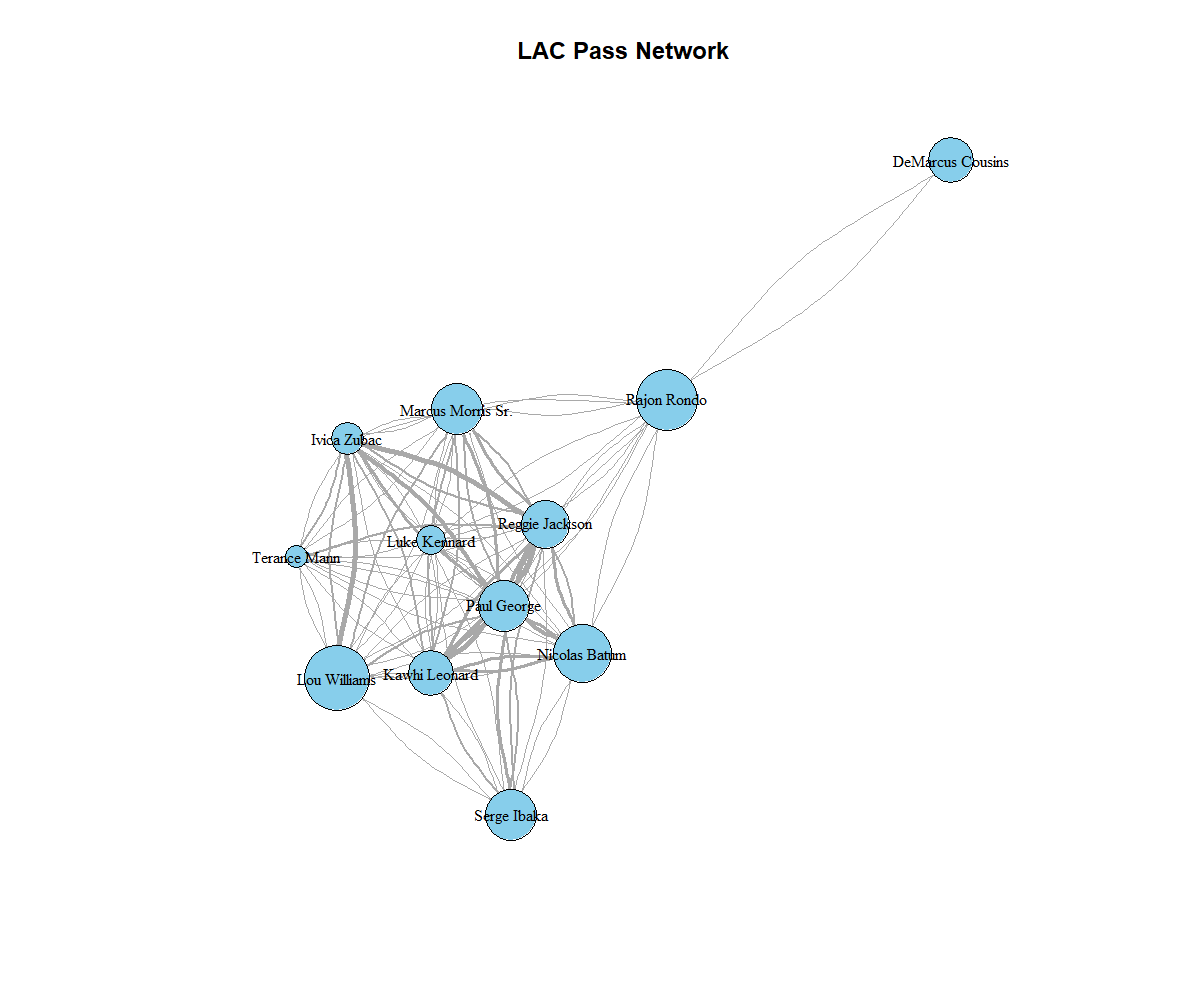 LAC Pass Network
DeMarcus Cousins
Rajon Rondo
Marcus Morris Sr.
Ivica Zubac
Reggie Jackson
Luke Kennard
Terance Mann
Paul George
Nicolas Batum
Kawhi Leonard
Lou Williams
Serge Ibaka